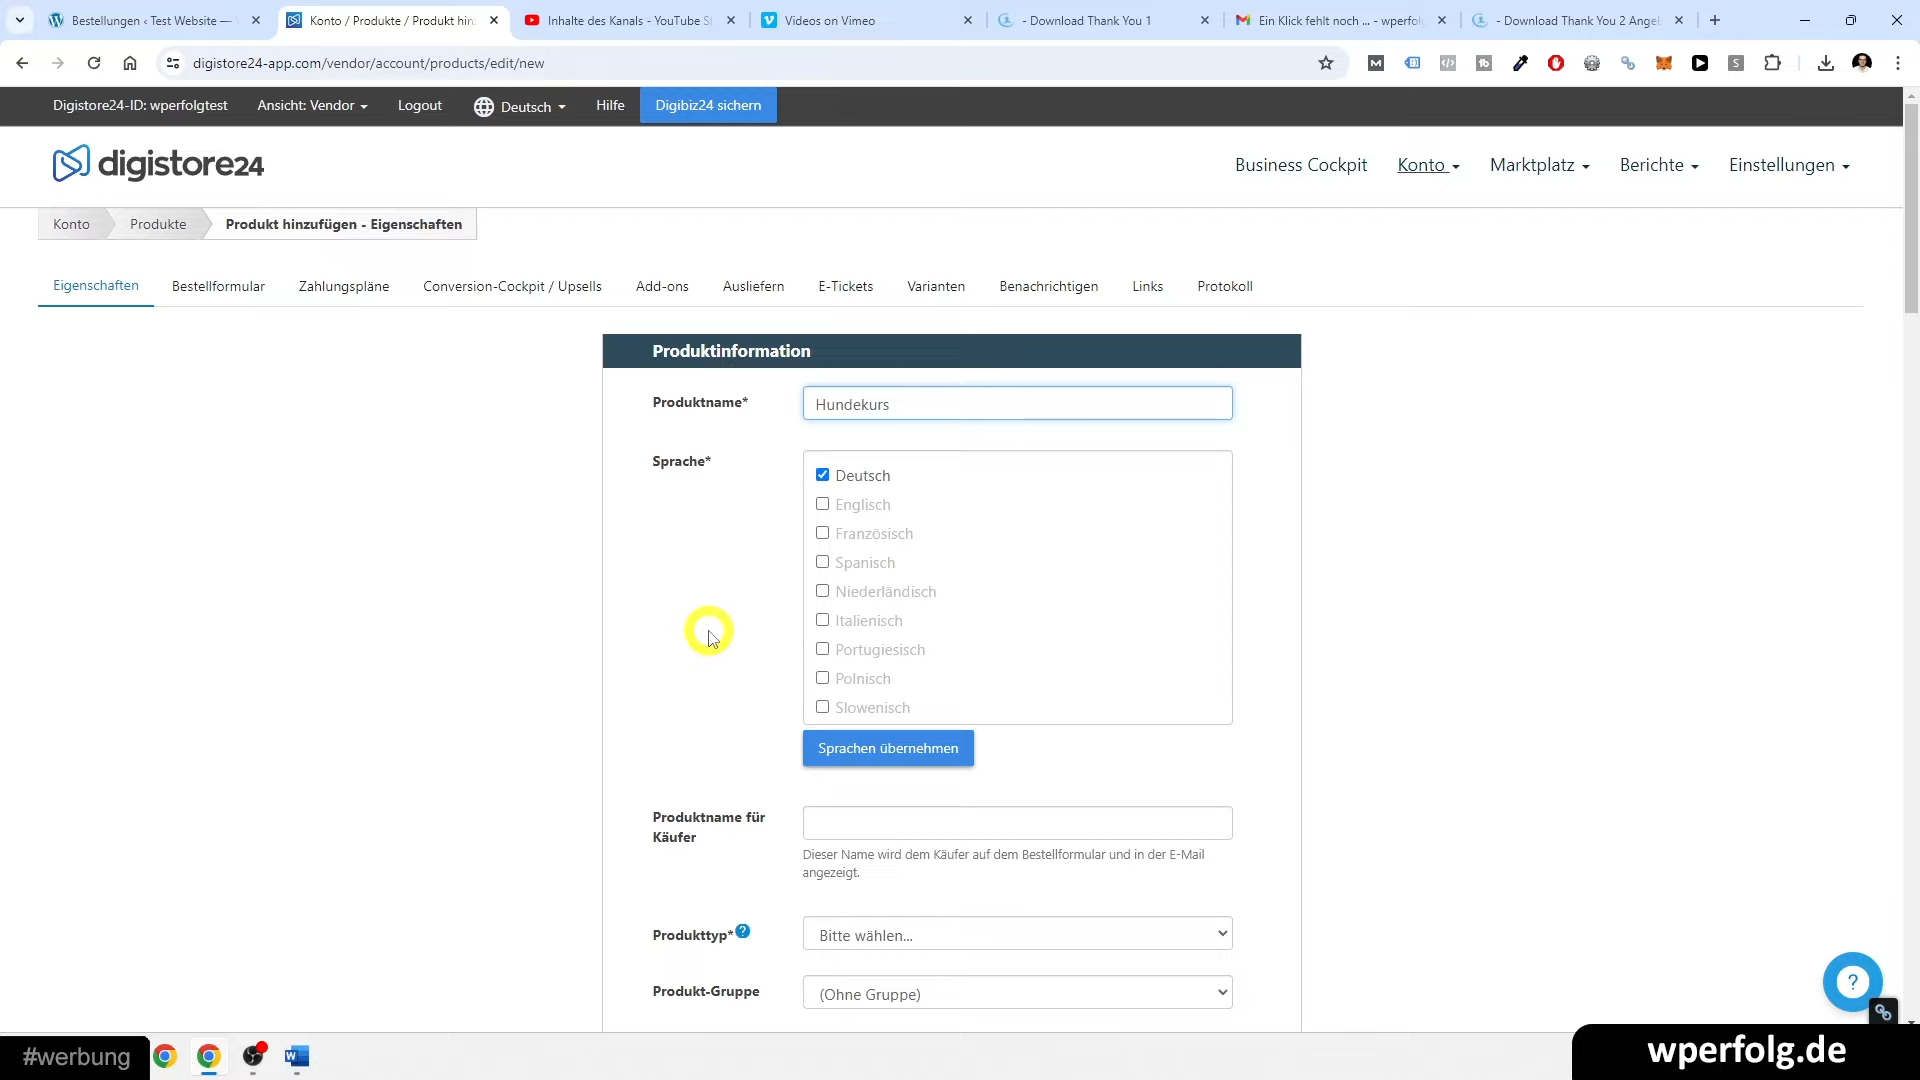 Bestellungen ‹ Test Website —
Konto / Produkte / Produkt hin
Inhalte des Kanals - YouTube S
Videos on Vimeo
- Download Thank You 1
Ein Klick fehlt noch ... - wperfol
- Download Thank You 2 Angeb
digistore24-app.com/vendor/account/products/edit/new
Digistore24-ID: wperfolgtest
Ansicht: Vendor
Logout
Deutsch
Hilfe
Digibiz24 sichern
digistore24
Business Cockpit
Konto
Marktplatz
Berichte
Einstellungen
Konto
Produkte
Produkt hinzufügen - Eigenschaften
Eigenschaften
Bestellformular
Zahlungspläne
Conversion-Cockpit / Upsells
Add-ons
Ausliefern
E-Tickets
Varianten
Benachrichtigen
Links
Protokoll
Produktinformation
Produktname*
Hundekurs
Sprache*
Deutsch
Englisch
Französisch
Spanisch
Niederländisch
Italienisch
Portugiesisch
Polnisch
Slowenisch
Sprachen übernehmen
Produktname für
Käufer
Dieser Name wird dem Käufer auf dem Bestellformular und in der E-Mail
angezeigt.
Produkttyp*
Bitte wählen...
Produkt-Gruppe
(Ohne Gruppe)
#werbung
wperfolg.de